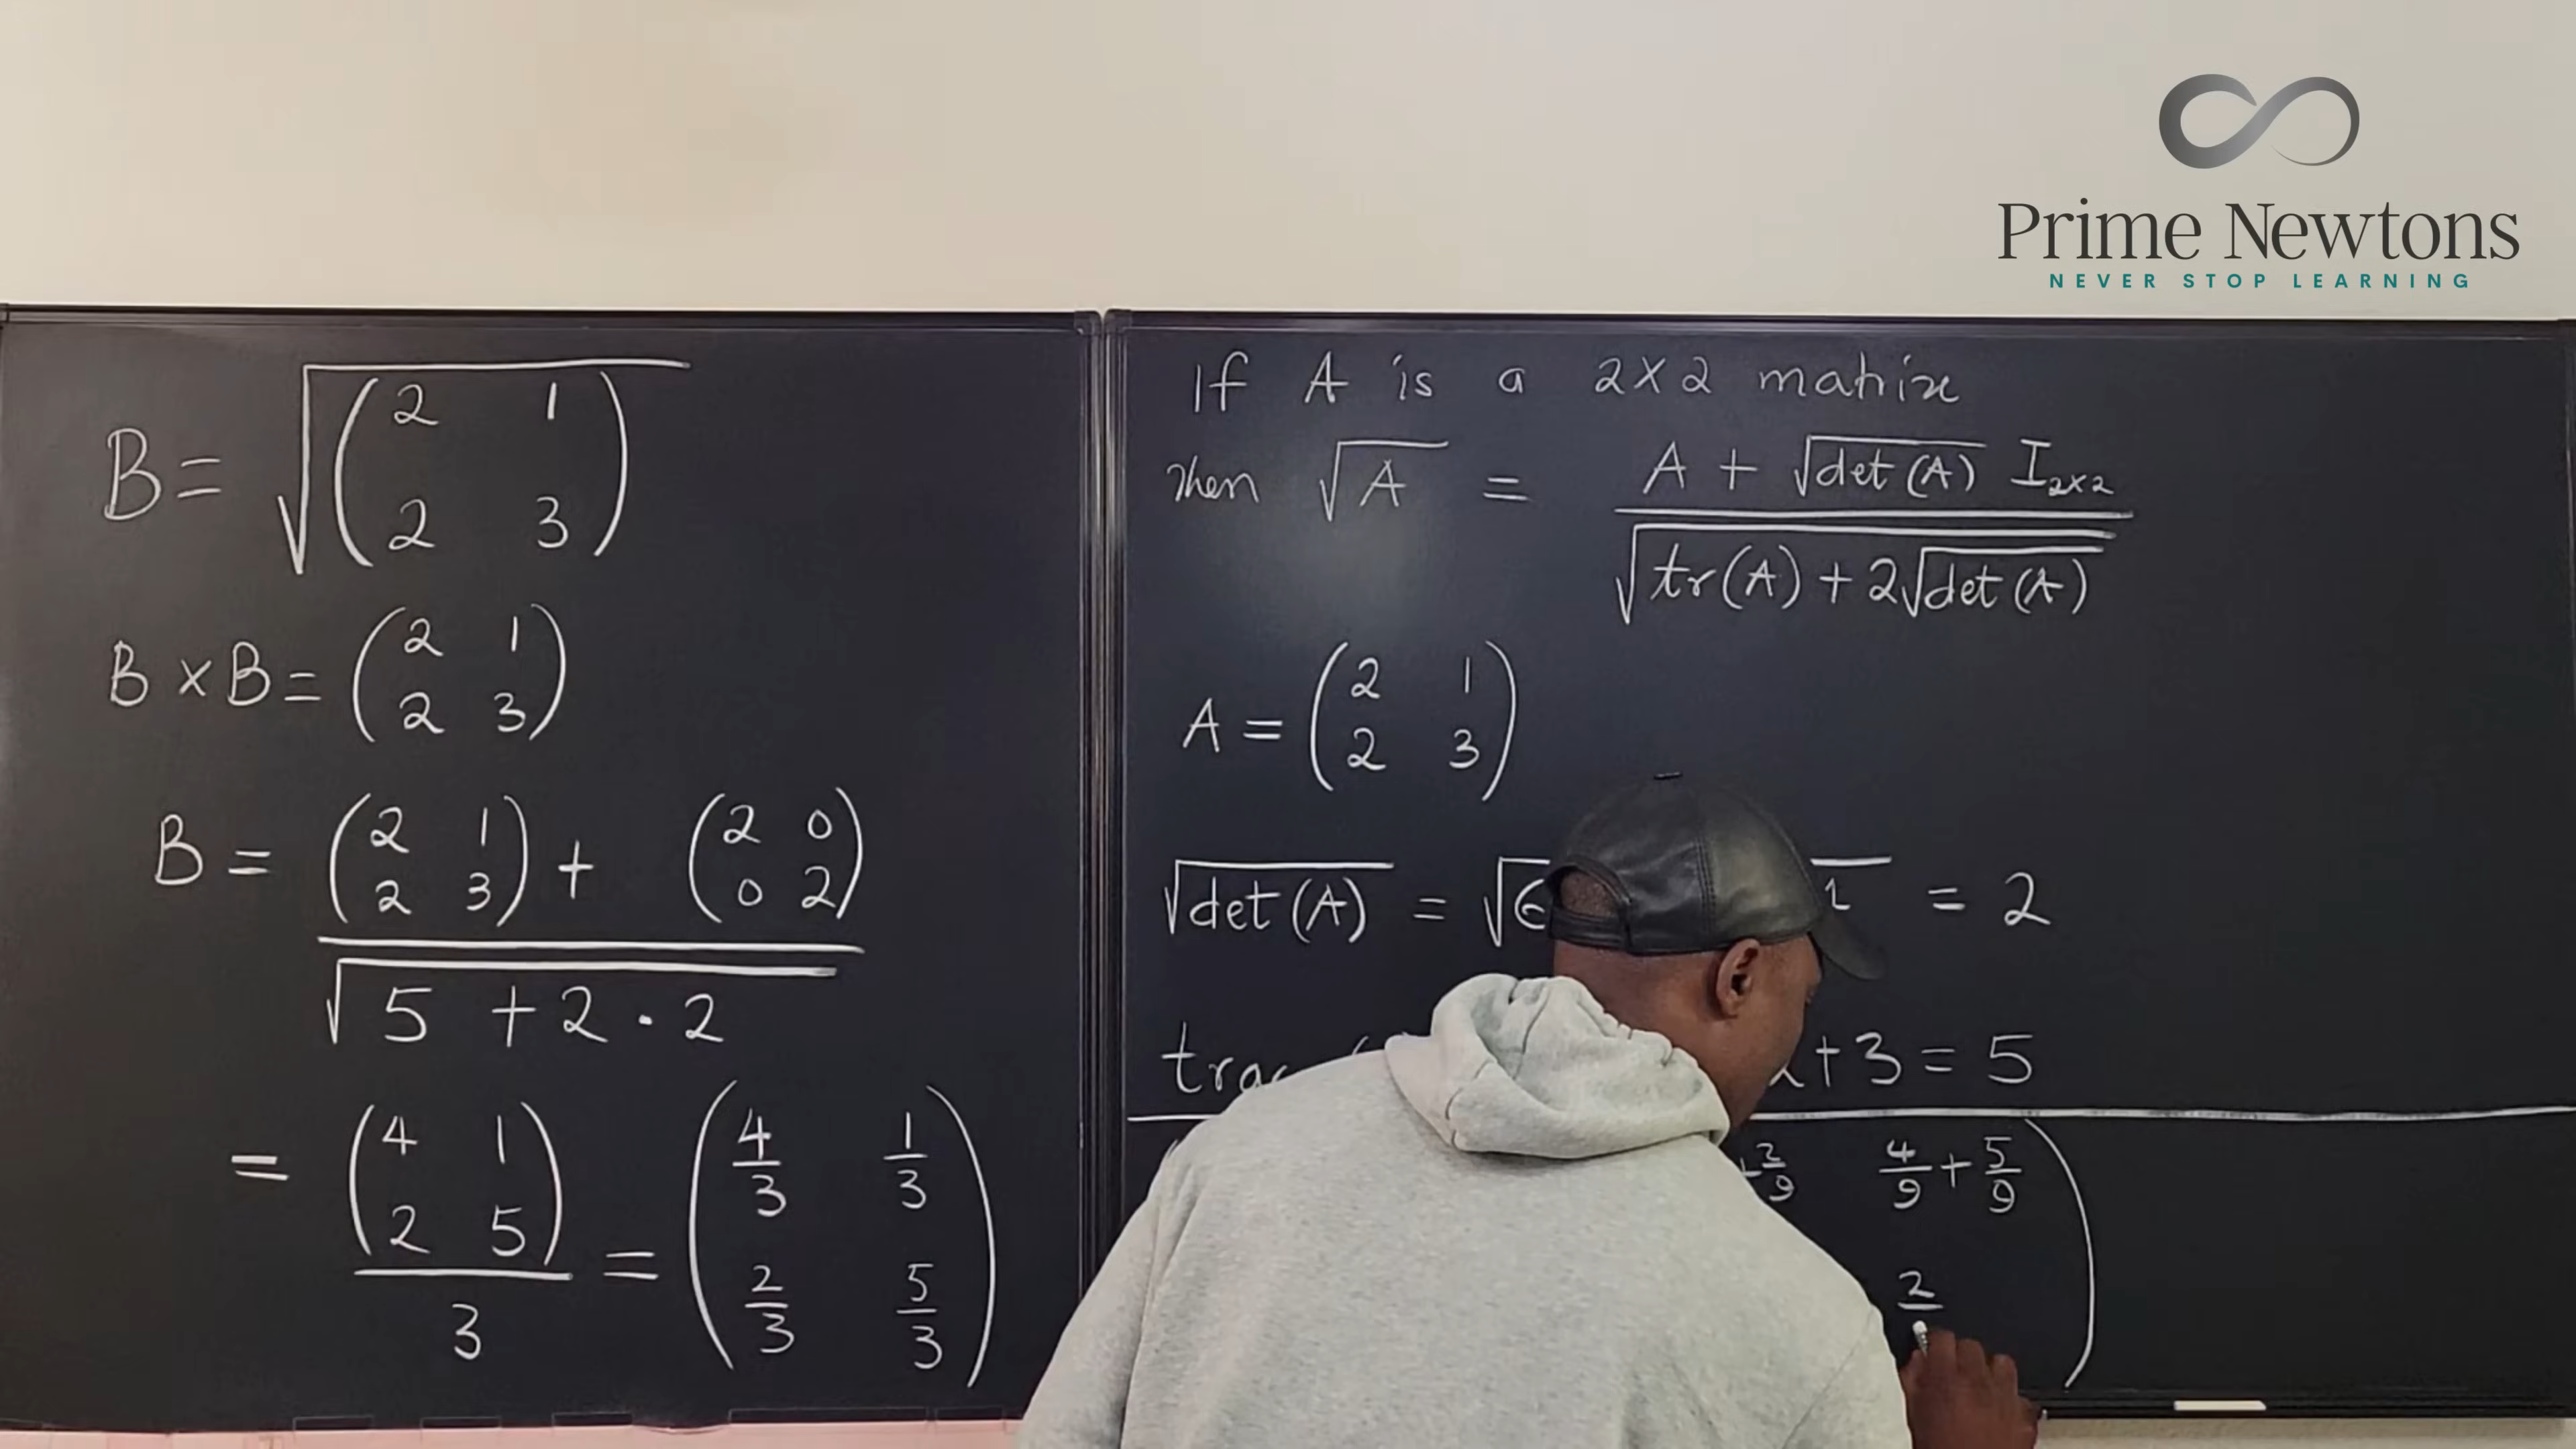 Prime Newtons
NEVER STOP LEARNING
B = √(2 1
2 3)
B × B = (2 1
2 3)
B = (2 1
2 3) + (2 0
0 2)
√5 + 2 · 2
= (4 1
2 5)
3
= (4/3 1/3
2/3 5/3)
If A is a 2×2 matrix
then √A = A + √det(A) I2×2
√tr(A) + 2√det(A)
A = (2 1
2 3)
√det(A) = √6 = 2
+3 = 5
+2/9 4/9 + 5/9
2